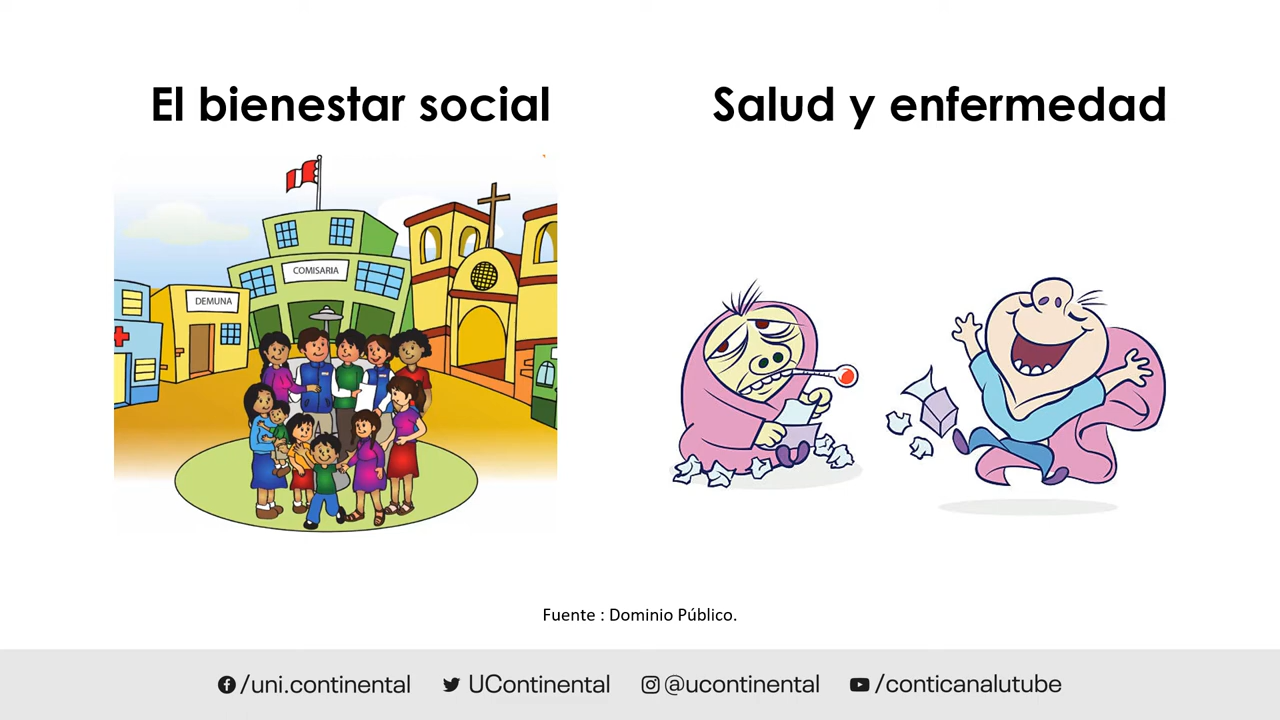 El bienestar social
Salud y enfermedad
COMISARIA
DEMUNA
Fuente : Dominio Público.
/uni.continental
UContinental
@ucontinental
/conticanalutube